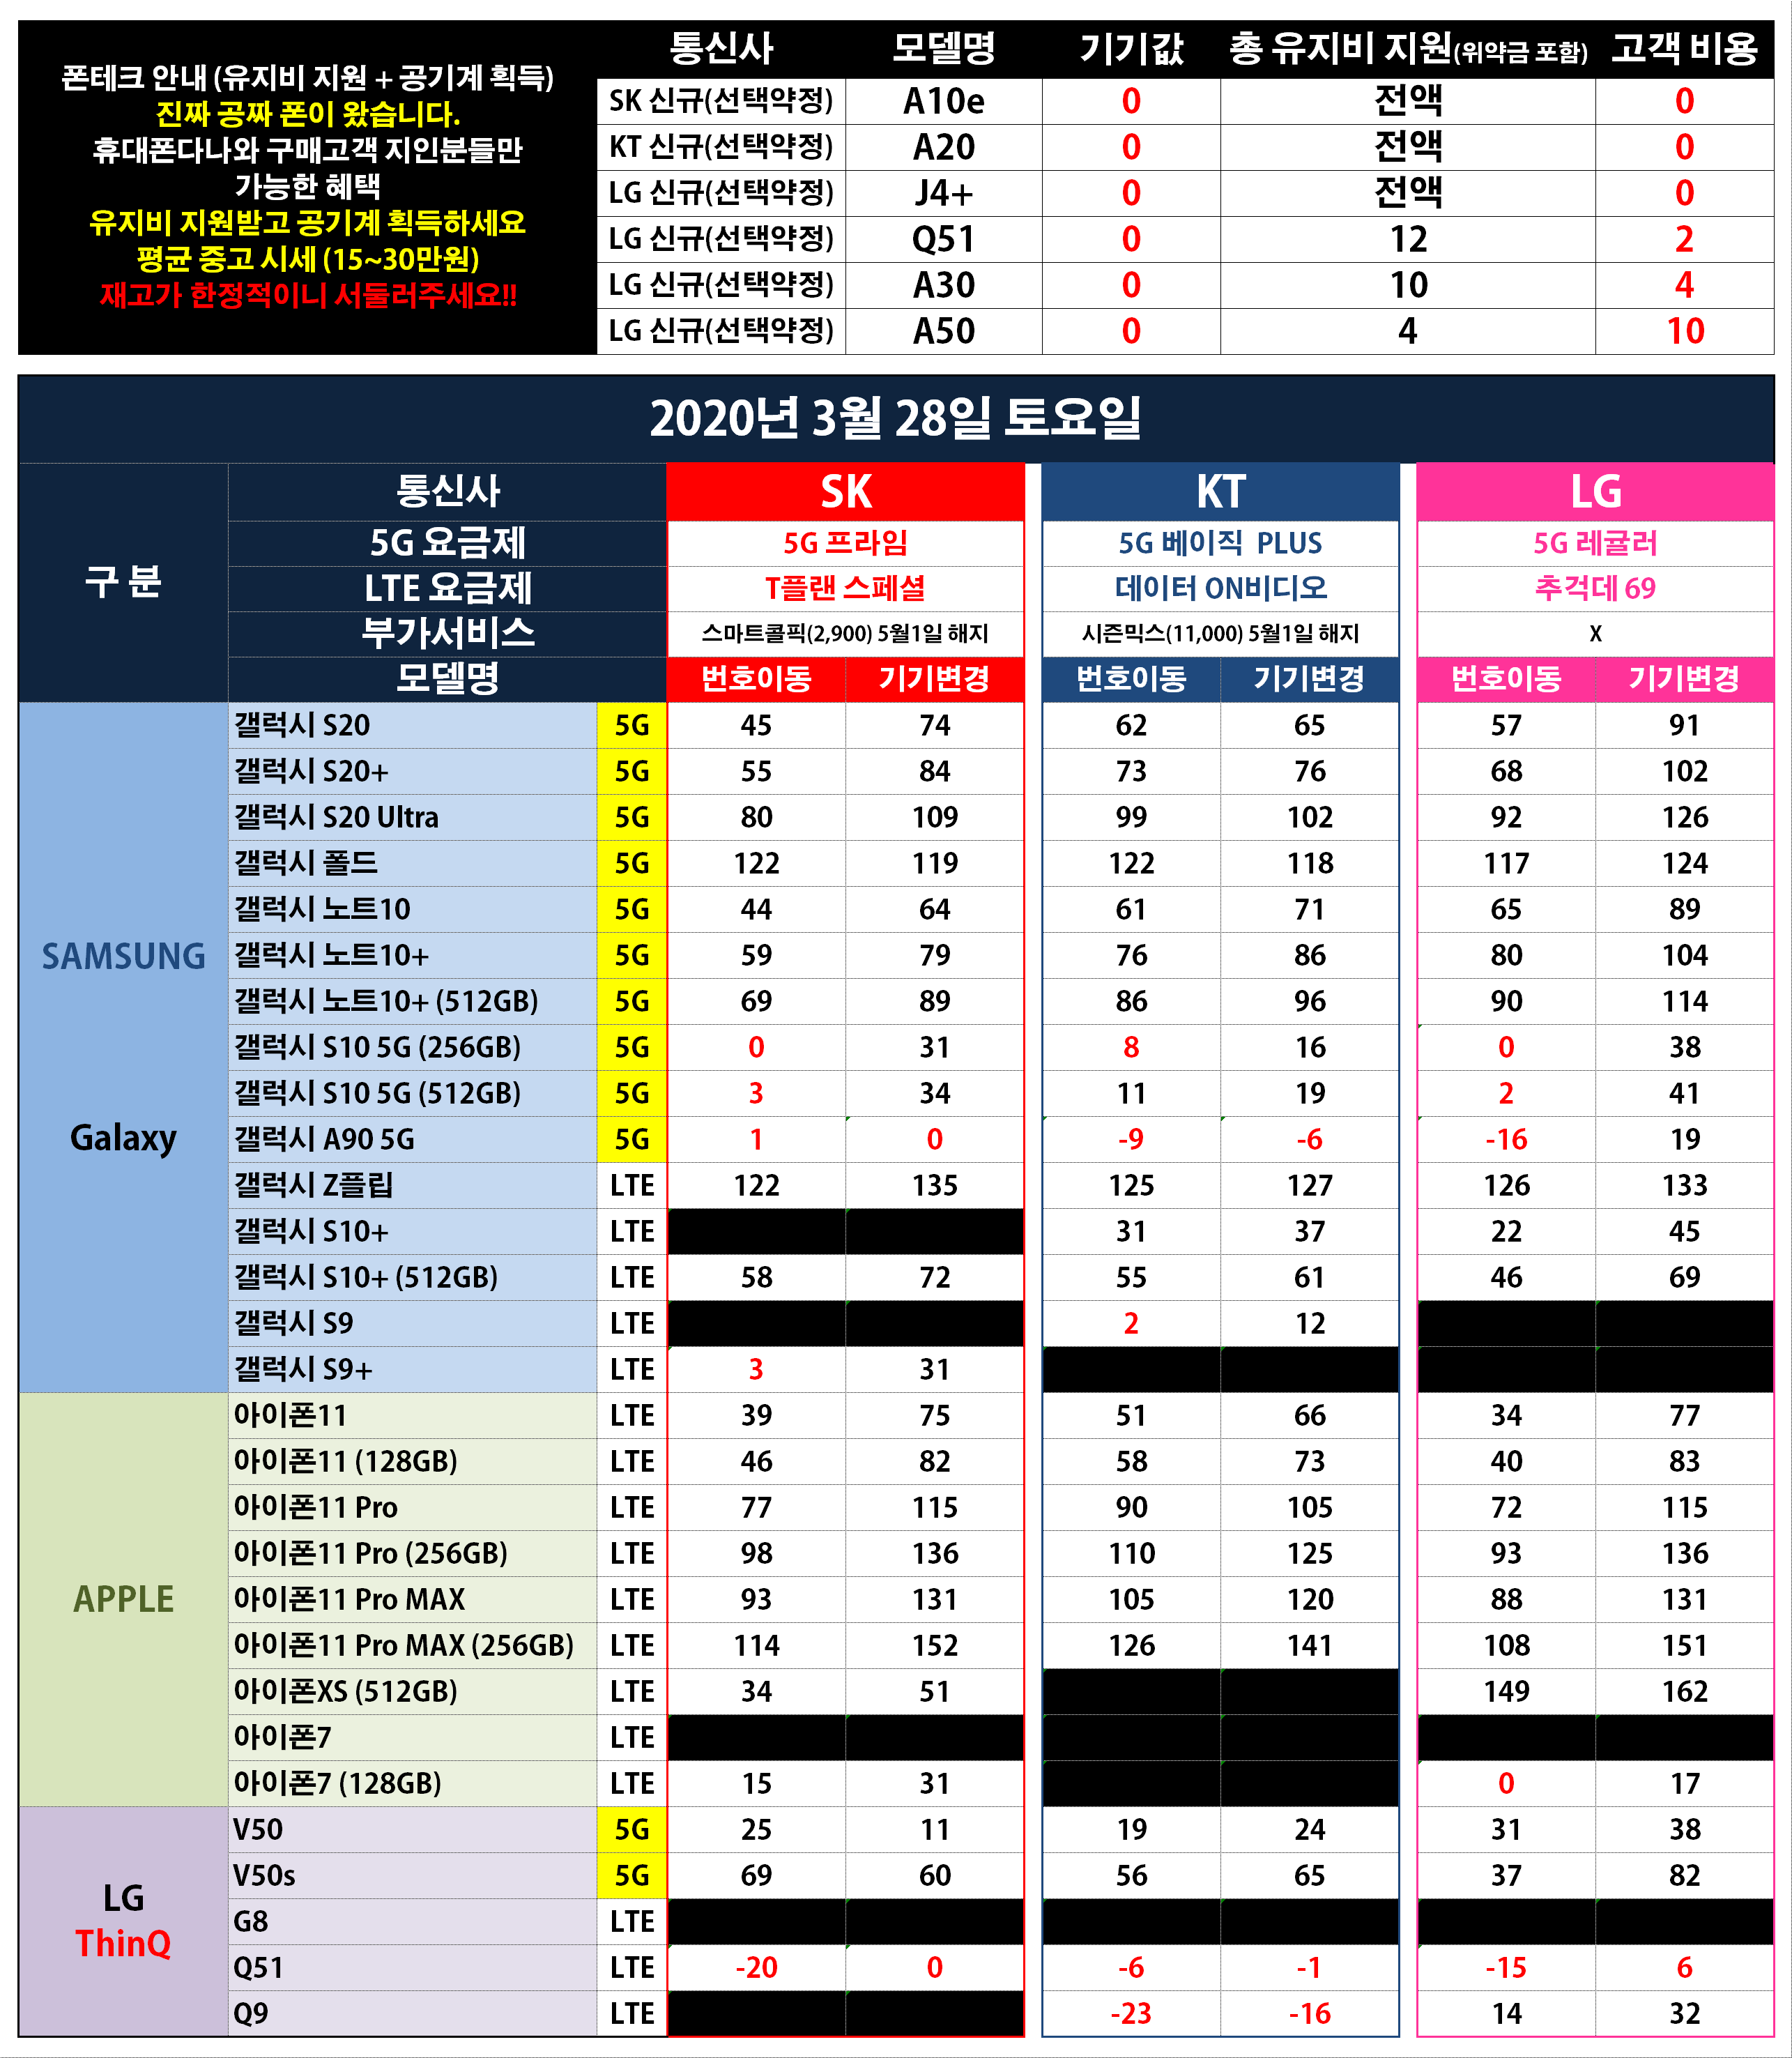 폰테크 안내 (유지비 지원 + 공기계 획득)
진짜 공짜 폰이 왔습니다.
휴대폰다나와 구매고객 지인분들만
가능한 혜택
유지비 지원받고 공기계 획득하세요
평균 중고 시세 (15~30만원)
재고가 한정적이니 서둘러주세요!!
통신사 모델명 기기값 총 유지비 지원(위약금 포함) 고객 비용
SK 신규(선택약정) A10e 0 전액 0
KT 신규(선택약정) A20 0 전액 0
LG 신규(선택약정) J4+ 0 전액 0
LG 신규(선택약정) Q51 0 12 2
LG 신규(선택약정) A30 0 10 4
LG 신규(선택약정) A50 0 4 10
2020년 3월 28일 토요일
구 분
통신사 SK KT LG
5G 요금제 5G 프라임 5G 베이직 PLUS 5G 레귤러
LTE 요금제 T플랜 스페셜 데이터 ON비디오 추걱데 69
부가서비스 스마트콜픽(2,900) 5월1일 해지 시즌믹스(11,000) 5월1일 해지 X
모델명 번호이동 기기변경 번호이동 기기변경 번호이동 기기변경
SAMSUNG
Galaxy
갤럭시 S20 5G 45 74 62 65 57 91
갤럭시 S20+ 5G 55 84 73 76 68 102
갤럭시 S20 Ultra 5G 80 109 99 102 92 126
갤럭시 폴드 5G 122 119 122 118 117 124
갤럭시 노트10 5G 44 64 61 71 65 89
갤럭시 노트10+ 5G 59 79 76 86 80 104
갤럭시 노트10+ (512GB) 5G 69 89 86 96 90 114
갤럭시 S10 5G (256GB) 5G 0 31 8 16 0 38
갤럭시 S10 5G (512GB) 5G 3 34 11 19 2 41
갤럭시 A90 5G 5G 1 0 -9 -6 -16 19
갤럭시 Z플립 LTE 122 135 125 127 126 133
갤럭시 S10+ LTE 31 37 22 45
갤럭시 S10+ (512GB) LTE 58 72 55 61 46 69
갤럭시 S9 LTE 2 12
갤럭시 S9+ LTE 3 31
APPLE
아이폰11 LTE 39 75 51 66 34 77
아이폰11 (128GB) LTE 46 82 58 73 40 83
아이폰11 Pro LTE 77 115 90 105 72 115
아이폰11 Pro (256GB) LTE 98 136 110 125 93 136
아이폰11 Pro MAX LTE 93 131 105 120 88 131
아이폰11 Pro MAX (256GB) LTE 114 152 126 141 108 151
아이폰XS (512GB) LTE 34 51 149 162
아이폰7 LTE
아이폰7 (128GB) LTE 15 31 0 17
LG
ThinQ
V50 5G 25 11 19 24 31 38
V50s 5G 69 60 56 65 37 82
G8 LTE
Q51 LTE -20 0 -6 -1 -15 6
Q9 LTE -23 -16 14 32